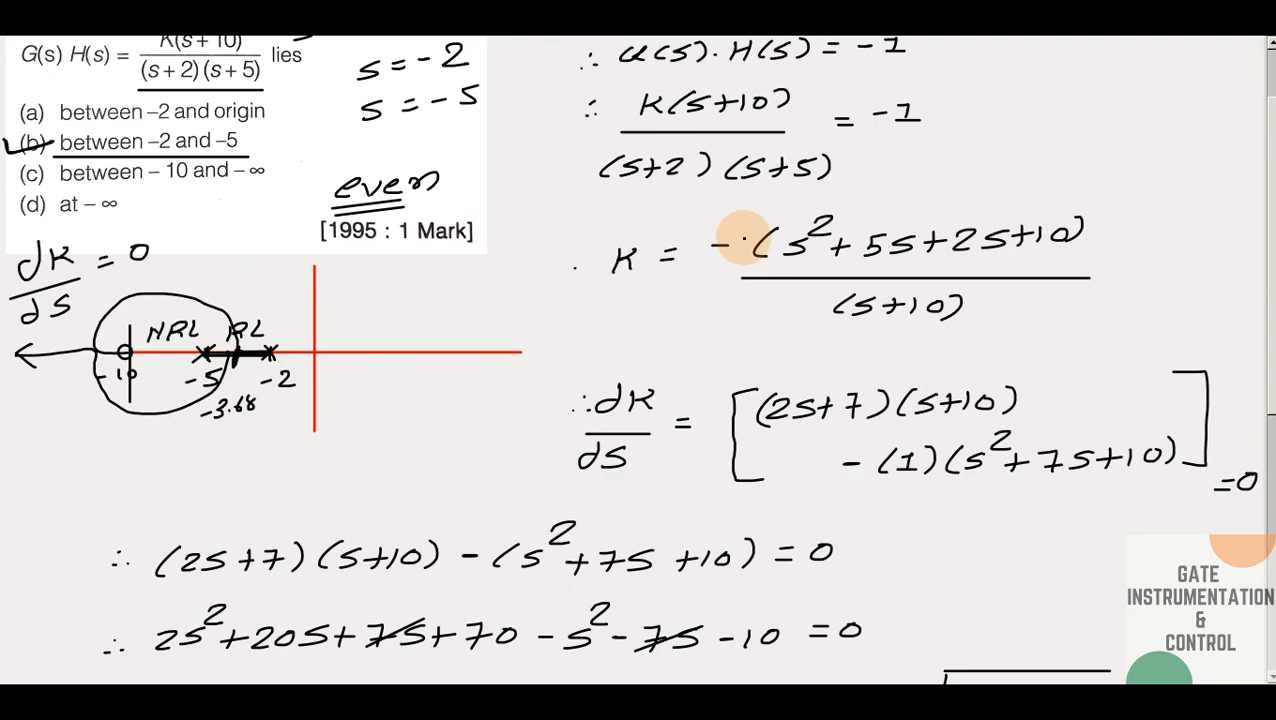 K(s + 10)
G(s) H(s) = ――― lies
(s + 2) (s + 5)
(a) between –2 and origin
(b) between –2 and –5
(c) between – 10 and – ∞
(d) at – ∞
s = -2
s = -5
even
[1995 : 1 Mark]
dK/ds = 0
NRL RL
-10 -5 -2
-3.68
∴ G(s). H(s) = -1
∴ K(s+10) / (s+2) (s+5) = -1
K = -(s²+5s+2s+10) / (s+10)
∴ dK/ds = [(2s+7)(s+10)
- (1)(s²+7s+10)] =0
∴ (2s+7)(s+10) - (s²+7s+10) = 0
∴ 2s²+20s+7s+70 -s²-7s -10 =0
GATE
INSTRUMENTATION
&
CONTROL